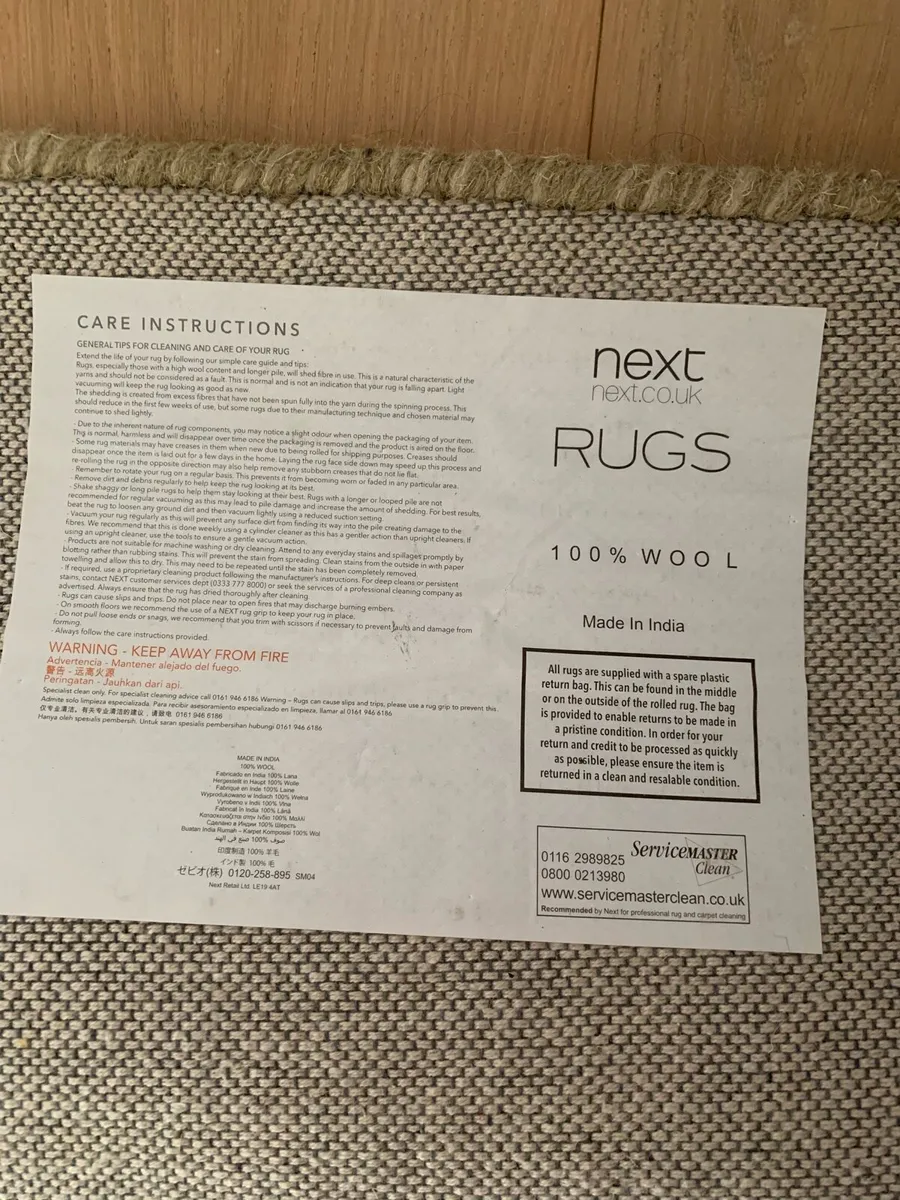 CARE INSTRUCTIONS
GENERAL TIPS FOR CLEANING AND CARE OF YOUR RUG
Extend the life of your rug by following our simple care guide and tips:
Rugs, especially those with a high wool content and longer pile, will shed fibre in use. This is a natural characteristic of the
yarns and should not be considered as a fault. This is normal and is not an indication that your rug is falling apart. Light
vacuuming will keep the rug looking as good as new.
The shedding is created from excess fibres that have not been spun fully into the yarn during the spinning process. This
should reduce in the first few weeks of use, but some rugs due to their manufacturing technique and chosen material may
continue to shed lightly.
- Due to the inherent nature of rug components, you may notice a slight odour when opening the packaging of your item.
Thıg is normal, harmless and will disappear over time once the packaging is removed and the product is aired on the floor.
- Some rug materials may have creases in them when new due to being rolled for shipping purposes. Creases should
disappear once the item is laid out for a few days in the home. Laying the rug face side down may speed up this process and
re-rolling the rug in the opposite direction may also help remove any stubborn creases that do not lie flat.
- Remember to rotate your rug on a regular basis. This prevents it from becoming worn or faded in any particular area.
- Remove dirt and debris regularly to help keep the rug looking at its best.
- Shake shaggy or long pile rugs to help them stay looking at their best. Rugs with a longer or looped pile are not
recommended for regular vacuuming as this may lead to pile damage and increase the amount of shedding. For best results,
beat the rug to loosen any ground dirt and then vacuum lightly using a reduced suction setting.
- Vacuum your rug regularly as this will prevent any surface dirt from finding its way into the pile creating damage to the
fibres. We recommend that this is done weekly using a cylinder cleaner as this has a gentler action than upright cleaners. If
using an upright cleaner, use the tools to ensure a gentle vacuum action.
- Products are not suitable for machine washing or dry cleaning. Attend to any everyday stains and spillages promptly by
blotting rather than rubbing stains. This will prevent the stain from spreading. Clean stains from the outside in with paper
towelling and allow this to dry. This may need to be repeated until the stain has been completely removed.
- If required, use a proprietary cleaning product following the manufacturer's instructions. For deep cleans or persistent
stains, contact NEXT customer services dept (0333 777 8000) or seek the services of a professional cleaning company as
advertised. Always ensure that the rug has dried thoroughly after cleaning.
- Rugs can cause slips and trips. Do not place near to open fires that may discharge burning embers.
- On smooth floors we recommend the use of a NEXT rug grip to keep your rug in place.
- Do not pull loose ends or snags, we recommend that you trim with scissors if necessary to prevent faults and damage from
forming.
- Always follow the care instructions provided.
WARNING - KEEP AWAY FROM FIRE
Advertencia - Mantener alejado del fuego.
警告 - 远离火源
Peringatan - Jauhkan dari api.
Specialist clean only. For specialist cleaning advice call 0161 946 6186 Warning – Rugs can cause slips and trips, please use a rug grip to prevent this.
Admite solo limpieza especializada. Para recibir asesoramiento especializado en limpieza, llamar al 0161 946 6186
仅专业清洁。有关专业清洁的建议，请致电 0161 946 6186
Hanya oleh spesialis pembersih. Untuk saran spesialis pembersihan hubungi 0161 946 6186
MADE IN INDIA
100% WOOL
Fabricado en India 100% Lana
Hergestellt in Haupt 100% Wolle
Fabriqué en Inde 100% Laine
Wyprodukowano w Indiach 100% Wełna
Vyrobeno v Indii 100% Vlna
Fabricat în India 100% Lână
Κατασκευάζεται στην Ινδία 100% Μαλλί
Сделано в Индии 100% Шерсть
Buatan India Rumah – Karpet Komposisi 100% Wol
صوف %100 صنع في الهند
印度制造 100% 羊毛
インド製 100% 毛
ゼビオ(株) 0120-258-895 SM04
Next Retail Ltd. LE19 4AT
next
next.co.uk
RUGS
100% WOOL
Made In India
All rugs are supplied with a spare plastic
return bag. This can be found in the middle
or on the outside of the rolled rug. The bag
is provided to enable returns to be made in
a pristine condition. In order for your
return and credit to be processed as quickly
as possible, please ensure the item is
returned in a clean and resalable condition.
0116 2989825
0800 0213980
ServiceMASTER
Clean
www.servicemasterclean.co.uk
Recommended by Next for professional rug and carpet cleaning